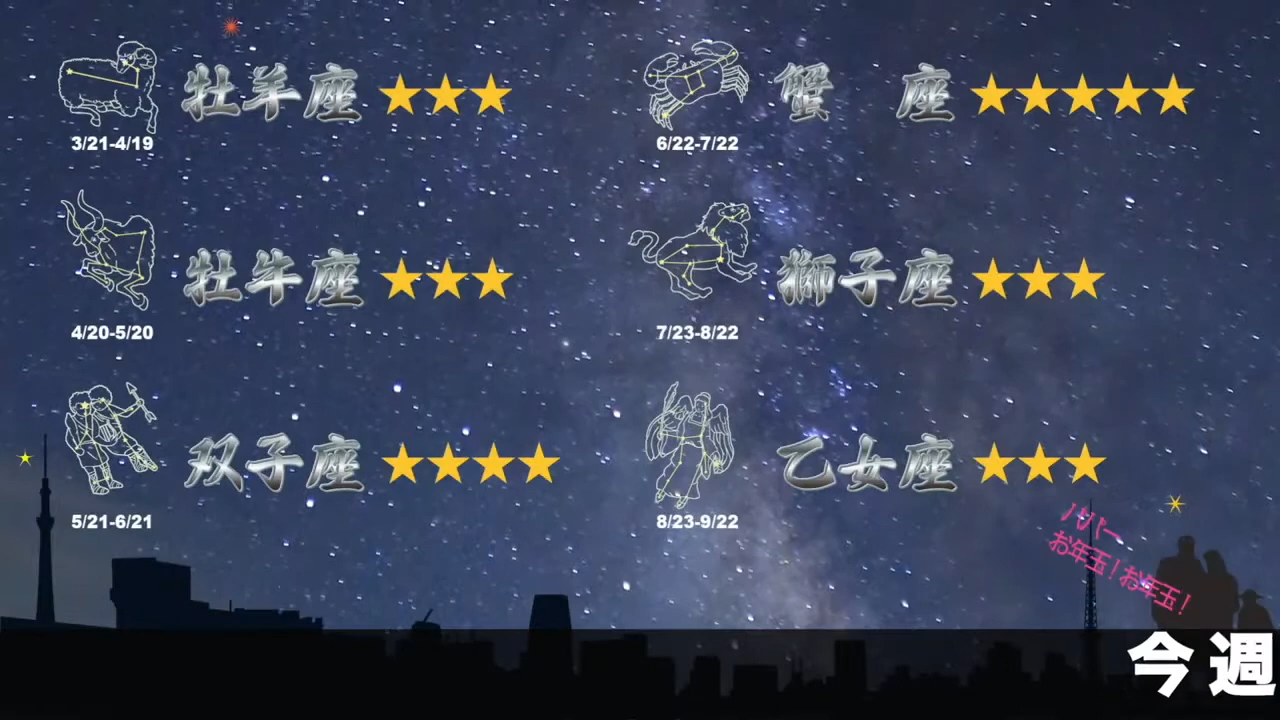 牡羊座 ★★★
3/21-4/19
牡牛座 ★★★
4/20-5/20
双子座 ★★★★
5/21-6/21
蟹 座 ★★★★★
6/22-7/22
獅子座 ★★★
7/23-8/22
乙女座 ★★★
8/23-9/22
パパー
お年玉！お年玉！
今週